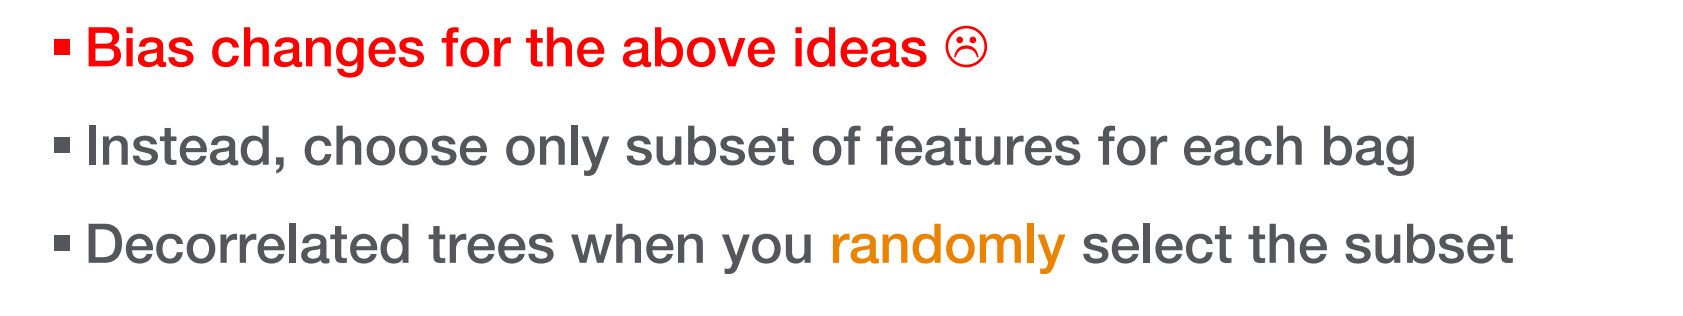 ▪ Bias changes for the above ideas ☹
▪ Instead, choose only subset of features for each bag
▪ Decorrelated trees when you randomly select the subset